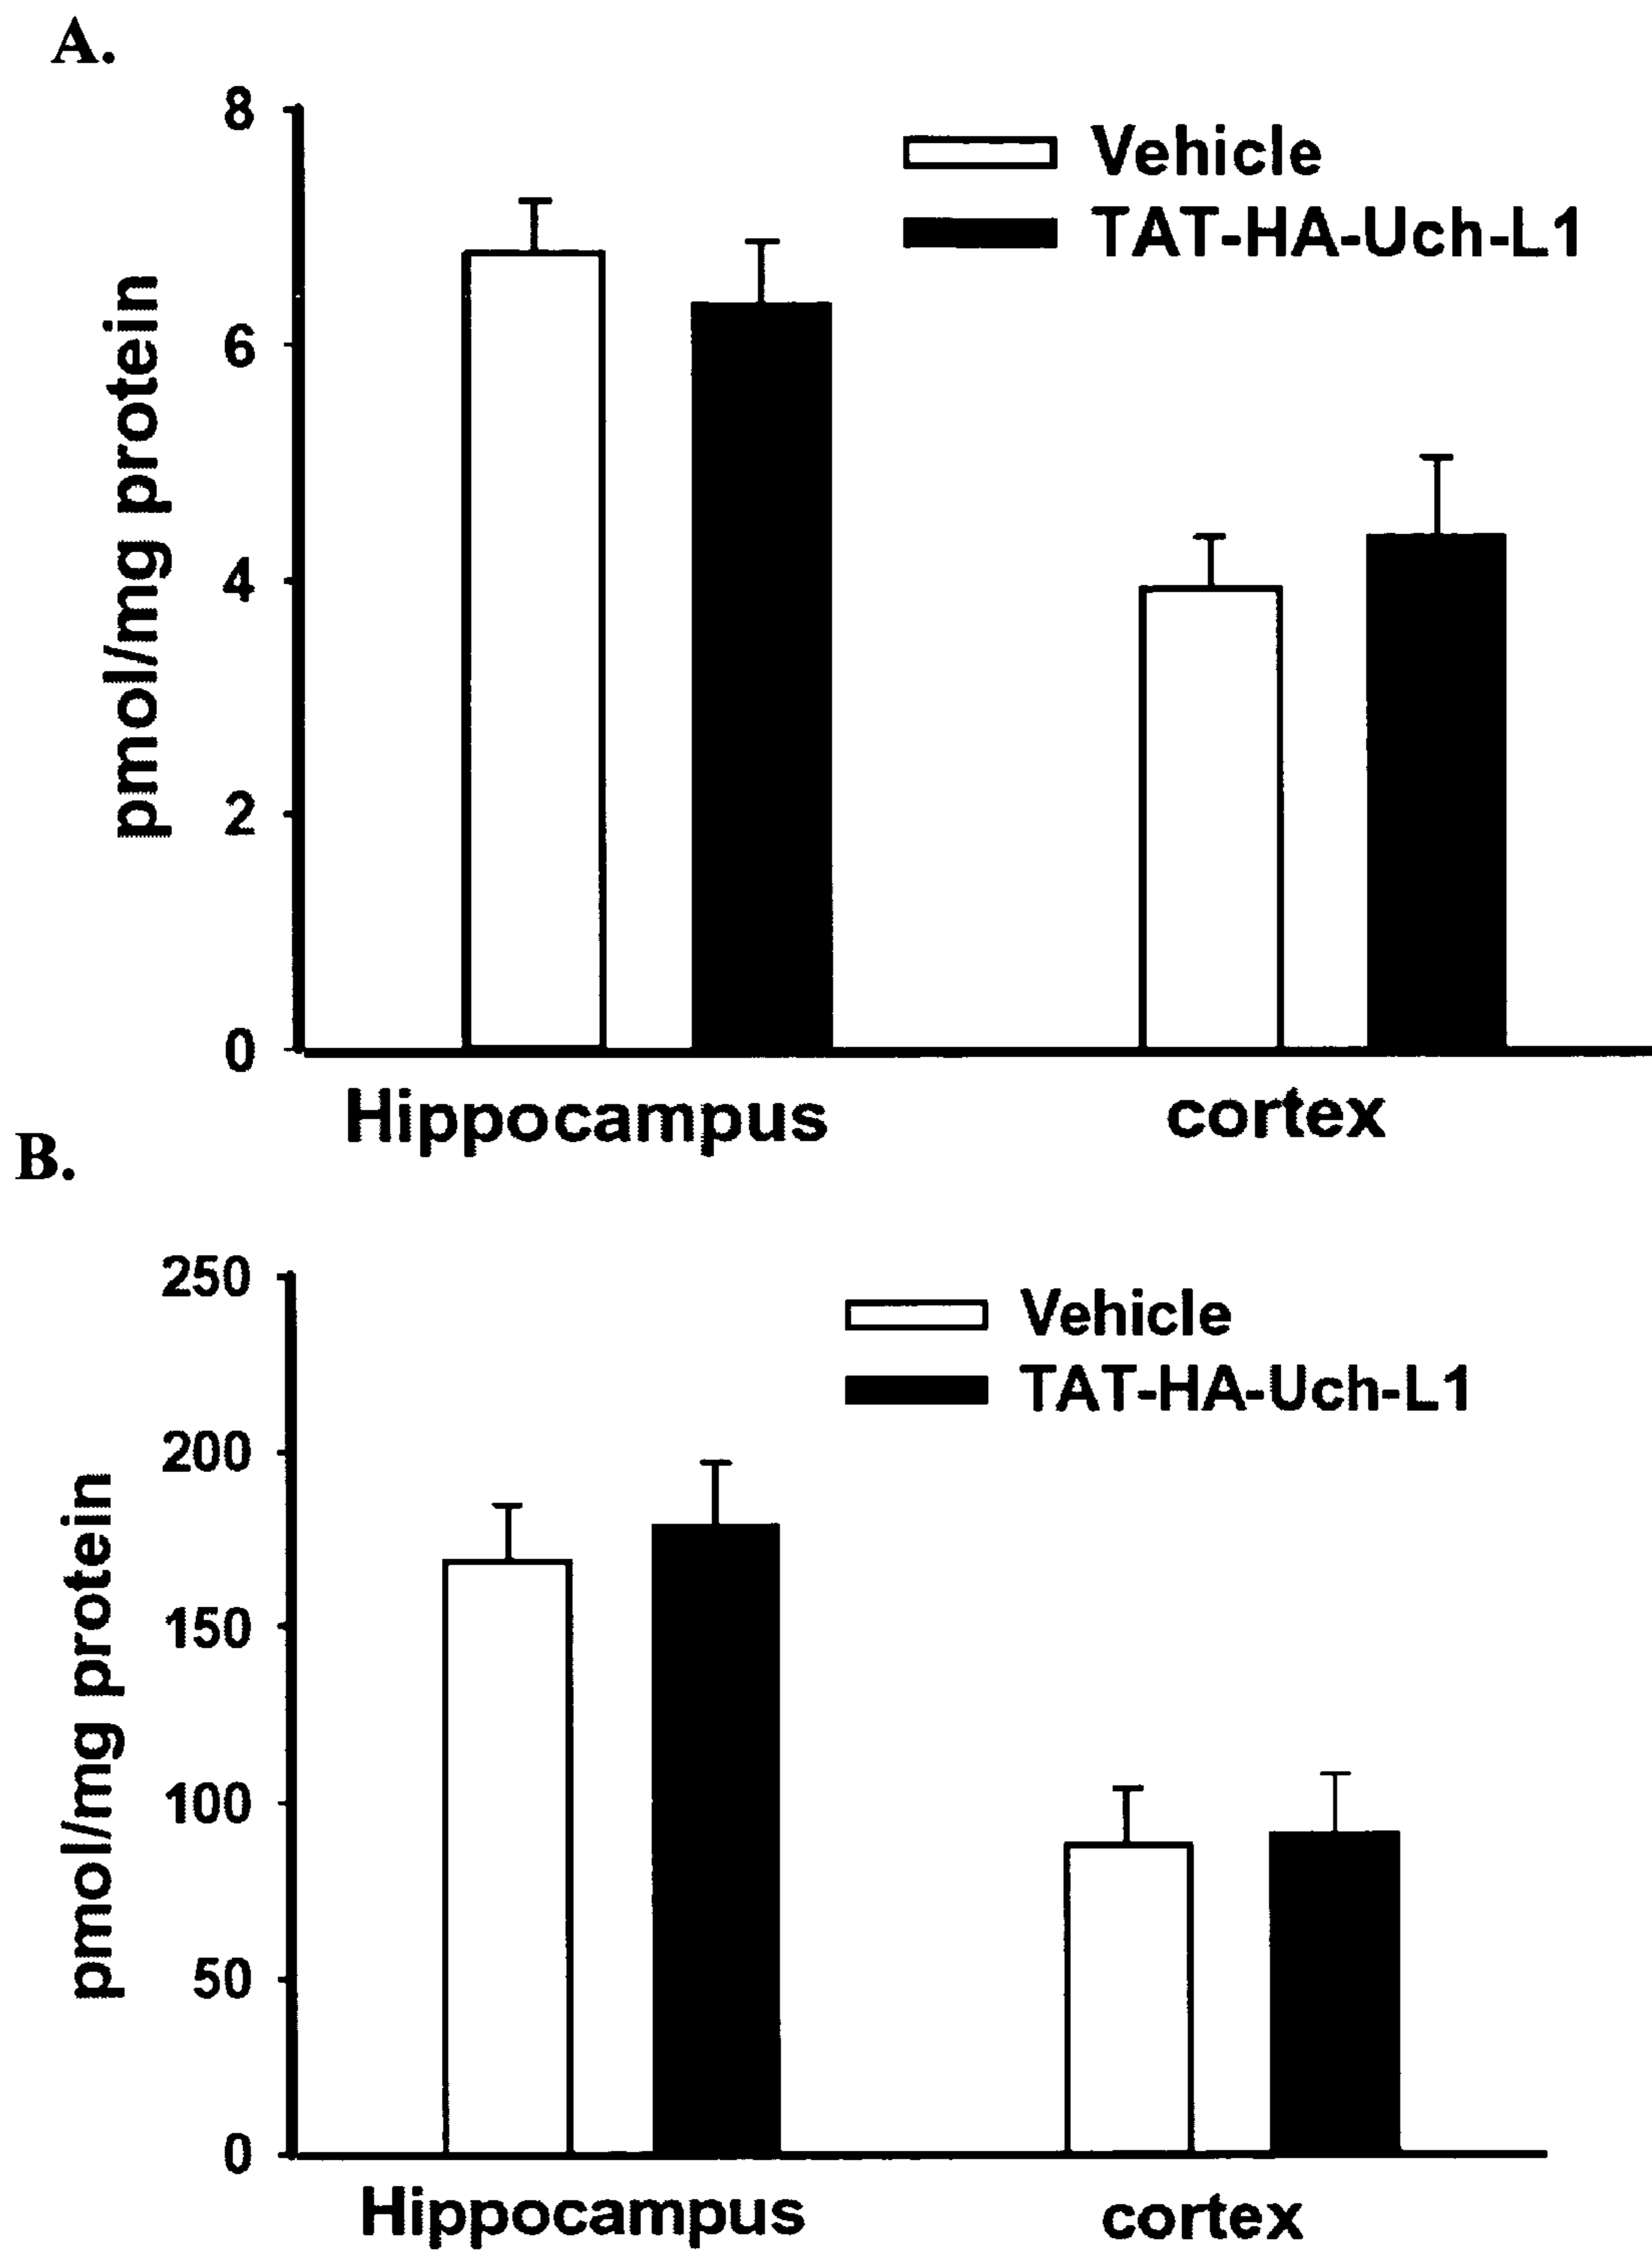 A.
8
Vehicle
TAT-HA-Uch-L1
6
4
2
0
pmol/mg protein
Hippocampus
cortex
B.
250
Vehicle
TAT-HA-Uch-L1
200
150
100
50
0
pmol/mg protein
Hippocampus
cortex